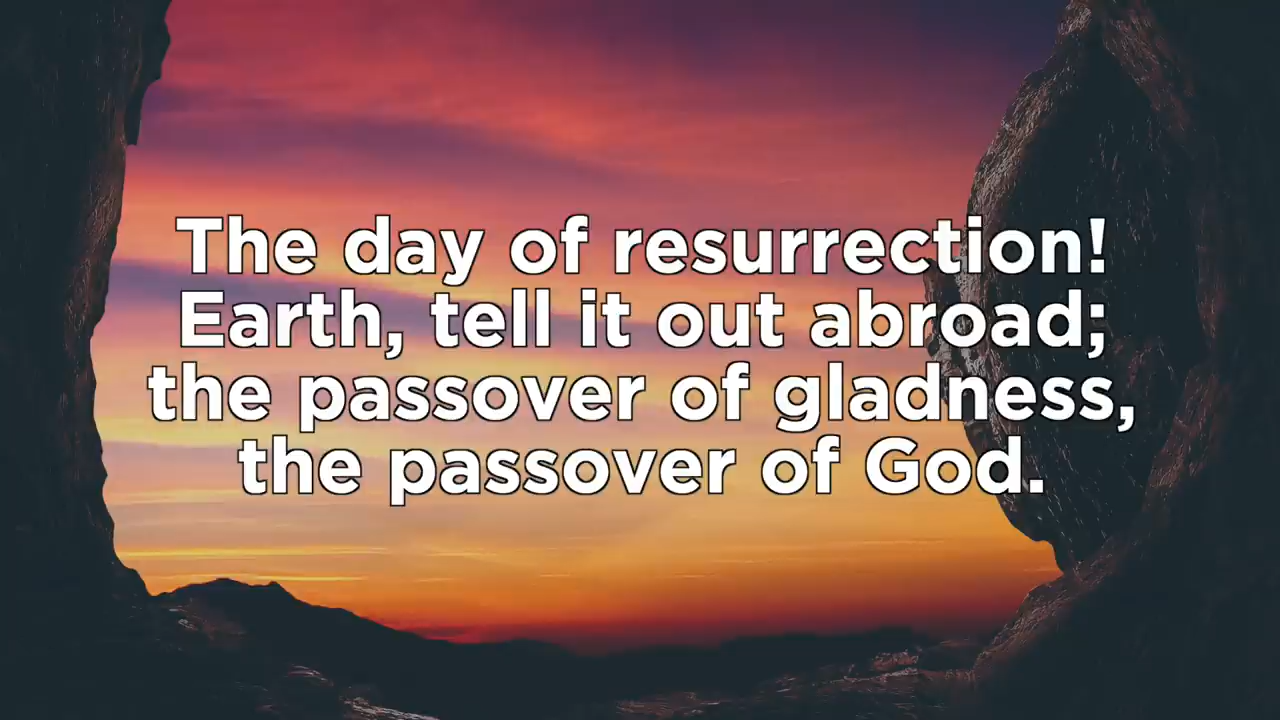 The day of resurrection!
Earth, tell it out abroad;
the passover of gladness,
the passover of God.